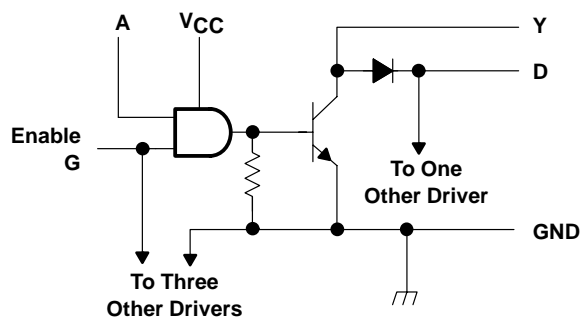 A
VCC
Y
D
Enable
G
To One
Other Driver
GND
To Three
Other Drivers